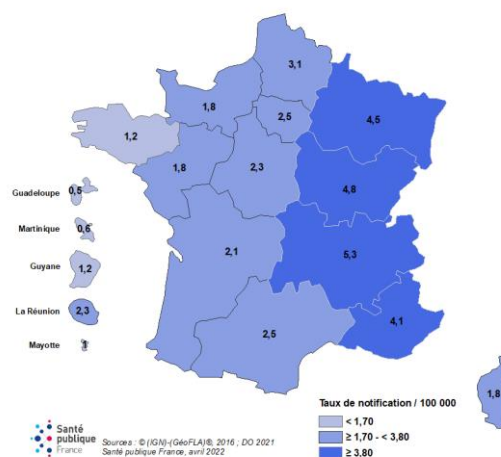 3,1
1,8
2,5
4,5
1,2
1,8
2,3
4,8
Guadeloupe 0,5
Martinique 0,6
2,1
5,3
Guyane 1,2
La Réunion 2,3
2,5
4,1
Mayotte
1,8
Taux de notification / 100 000
< 1,70
≥ 1,70 - < 3,80
≥ 3,80
Santé
publique
France
Sources : © (IGN)-(GéoFLA)®, 2016 ; DO 2021
Santé publique France, avril 2022